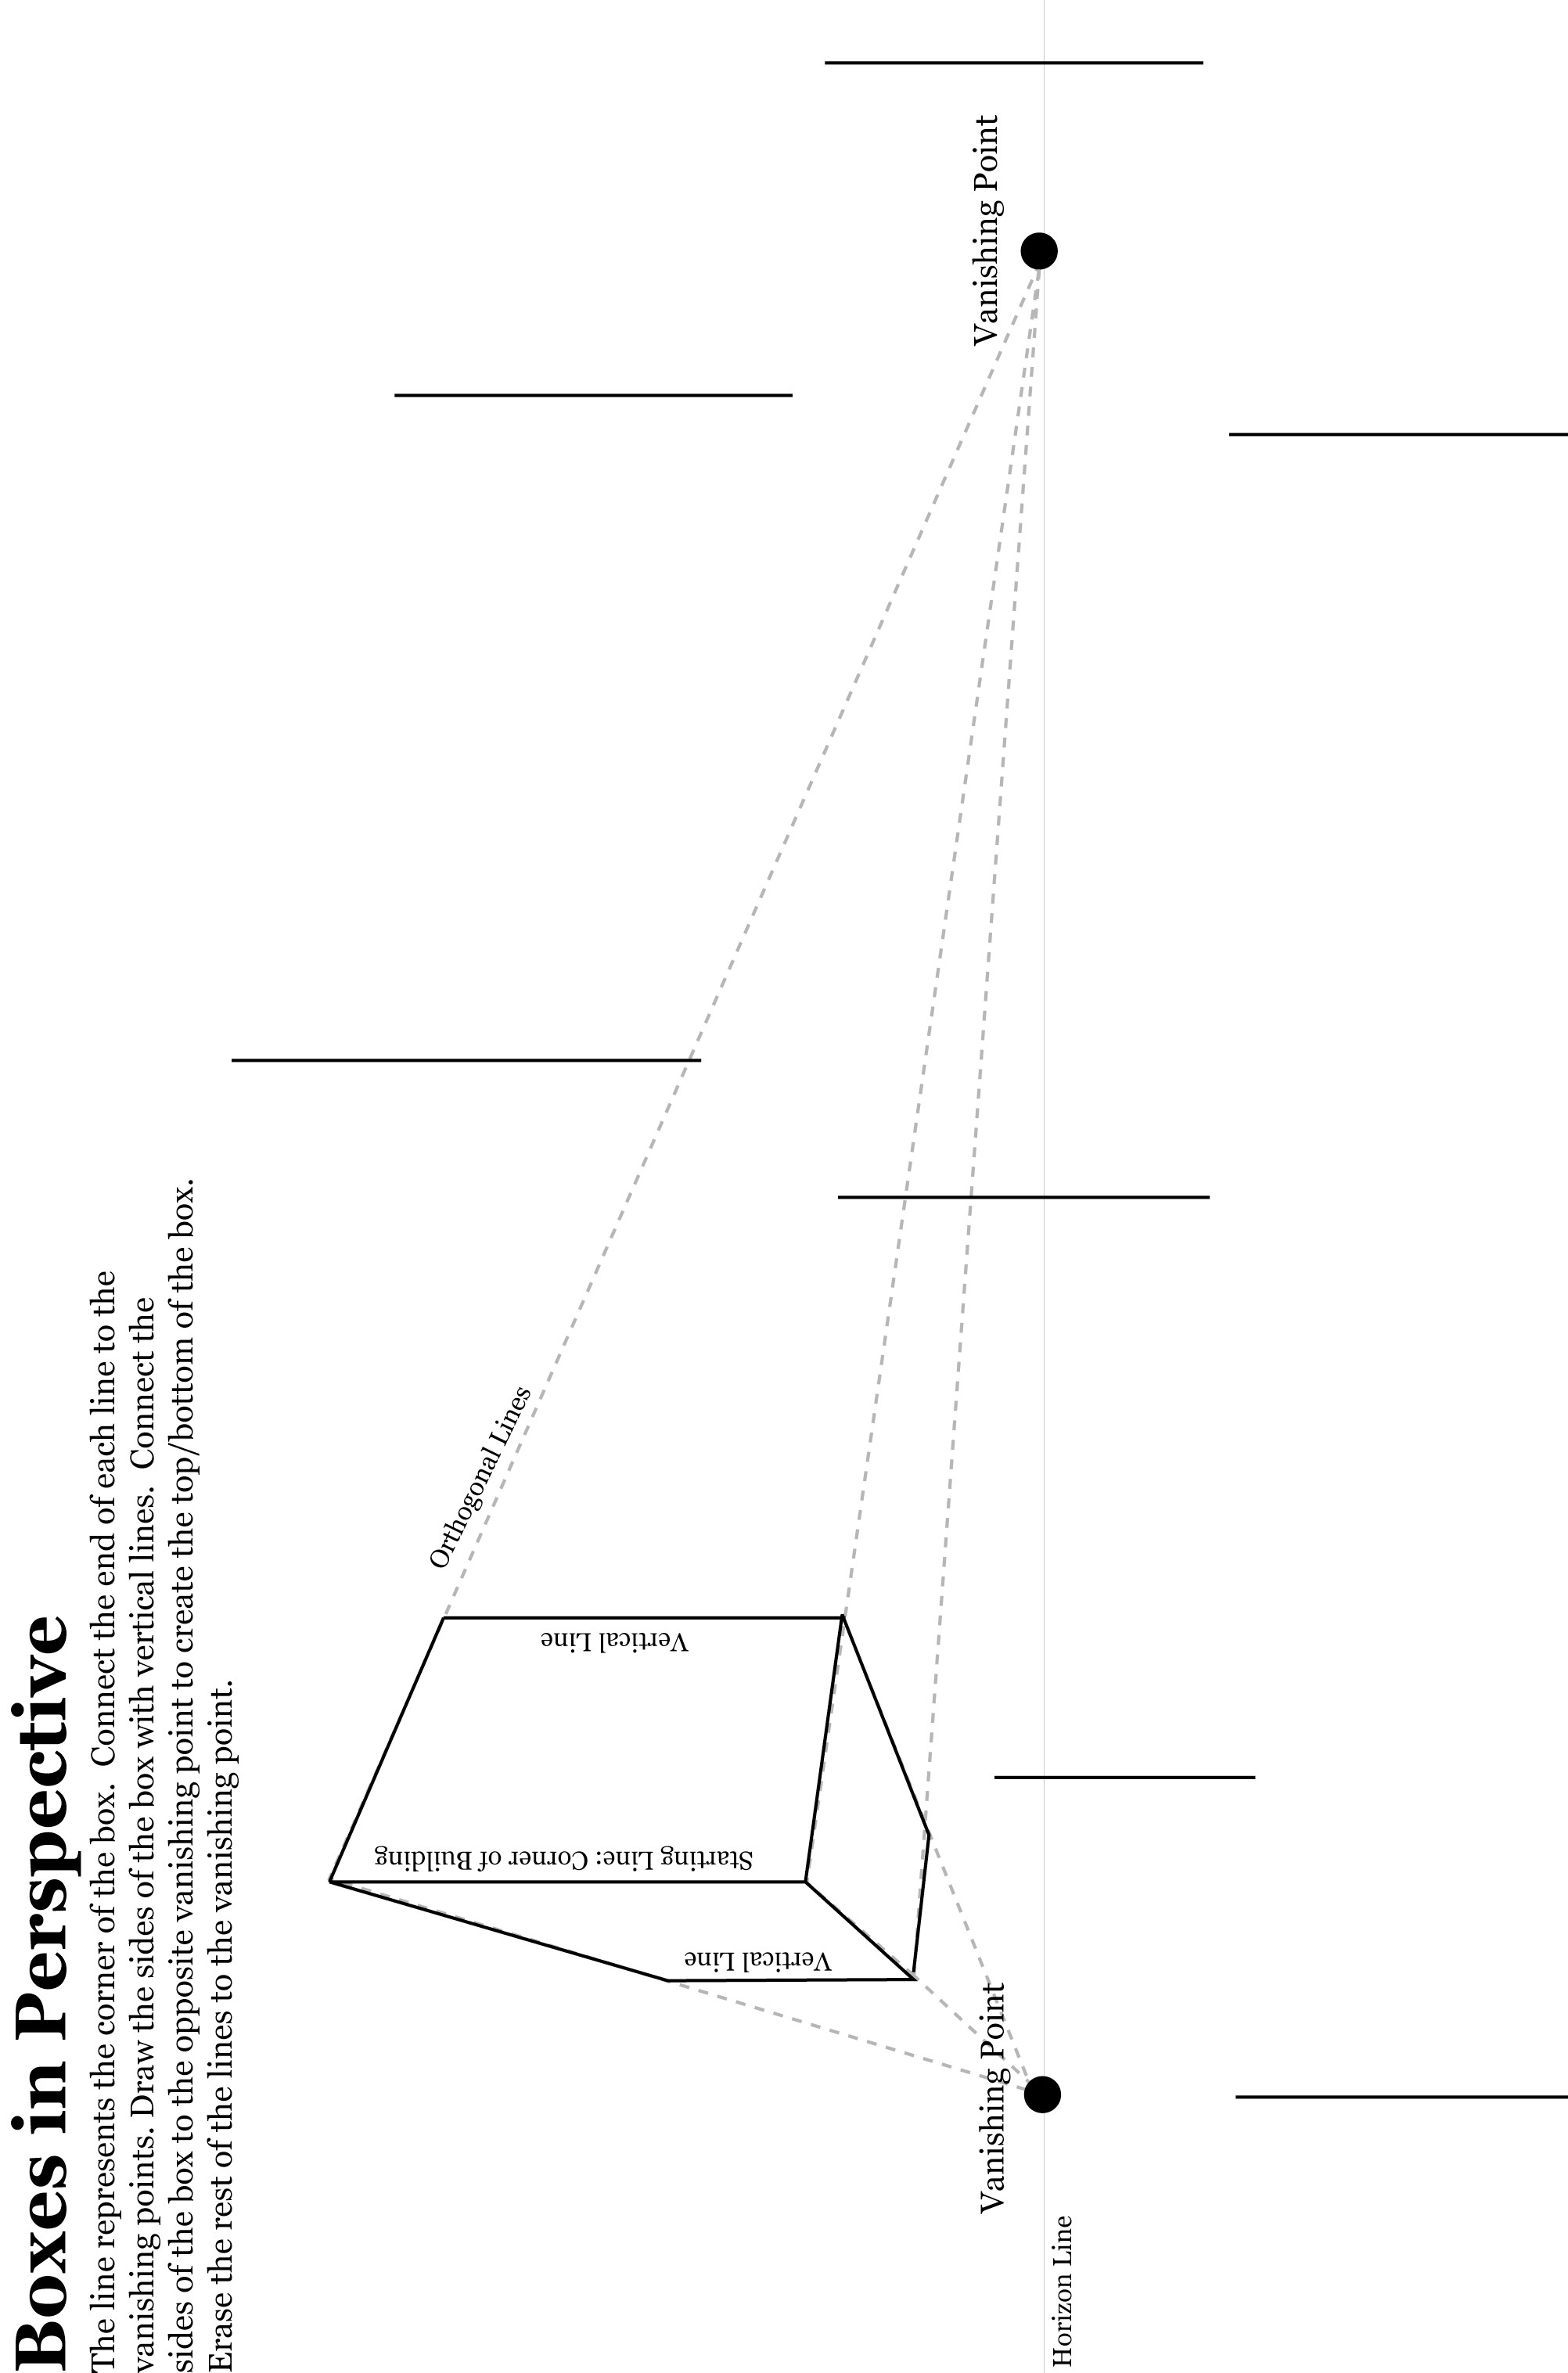 Boxes in Perspective
The line represents the corner of the box.  Connect the end of each line to the
vanishing points. Draw the sides of the box with vertical lines.  Connect the
sides of the box to the opposite vanishing point to create the top/bottom of the box.
Erase the rest of the lines to the vanishing point.
Orthogonal Lines
Vertical Line
Starting Line: Corner of Building
Vertical Line
Vanishing Point
Vanishing Point
Horizon Line